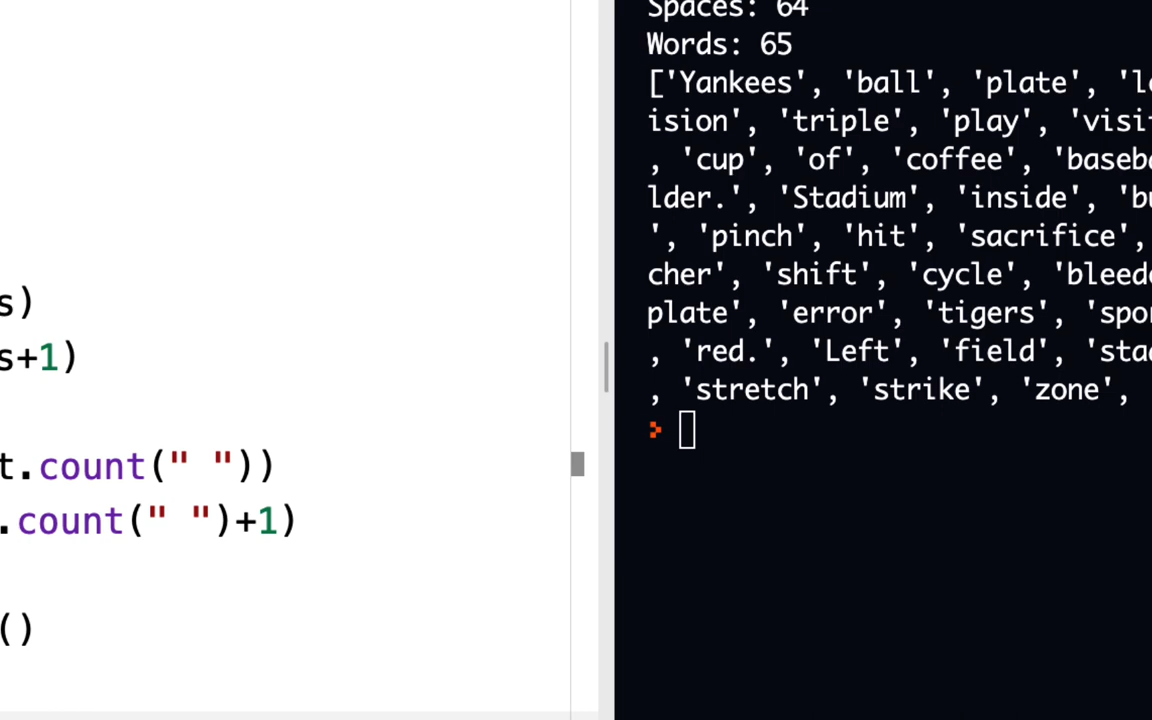 s)
s+1)
t.count(" "))
.count(" ")+1)
()
Spaces: 64
Words: 65
['Yankees', 'ball', 'plate', 'l
ision', 'triple', 'play', 'visi
, 'cup', 'of', 'coffee', 'baseb
lder.', 'Stadium', 'inside', 'b
', 'pinch', 'hit', 'sacrifice',
cher', 'shift', 'cycle', 'bleed
plate', 'error', 'tigers', 'spo
, 'red.', 'Left', 'field', 'sta
, 'stretch', 'strike', 'zone',